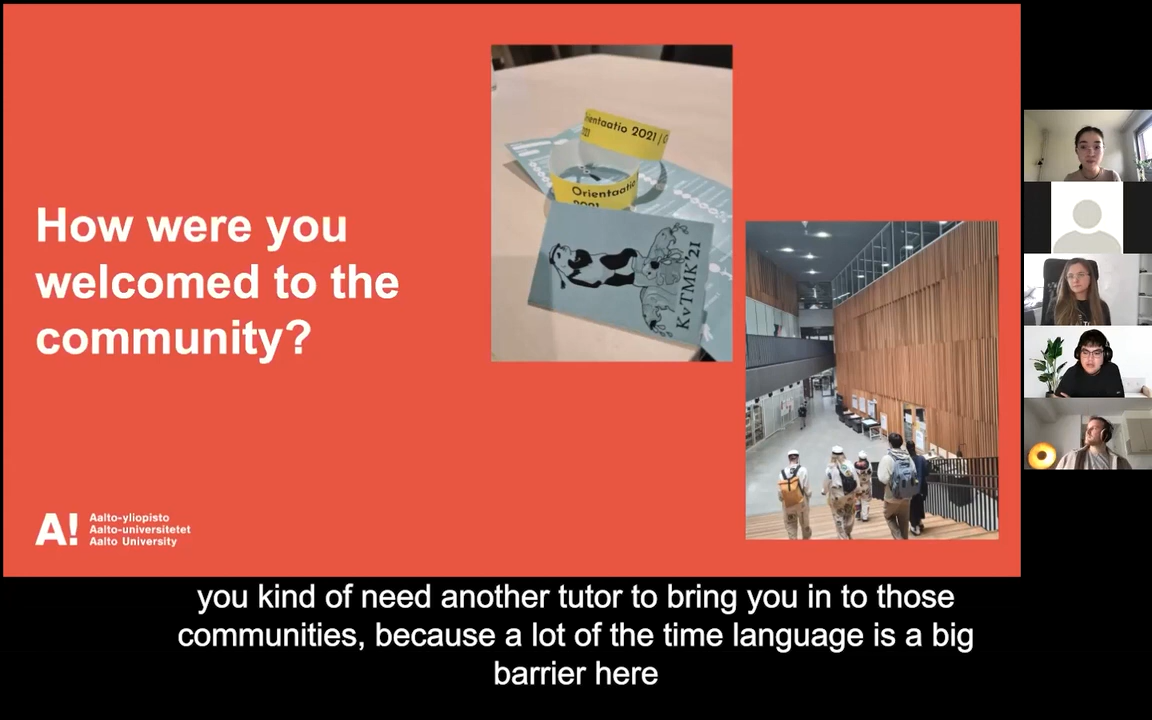 How were you
welcomed to the
community?
Orientaatio 2021 |
Orientaatio
2021
KvTMK'21
A!
Aalto-yliopisto
Aalto-universitetet
Aalto University
you kind of need another tutor to bring you in to those
communities, because a lot of the time language is a big
barrier here